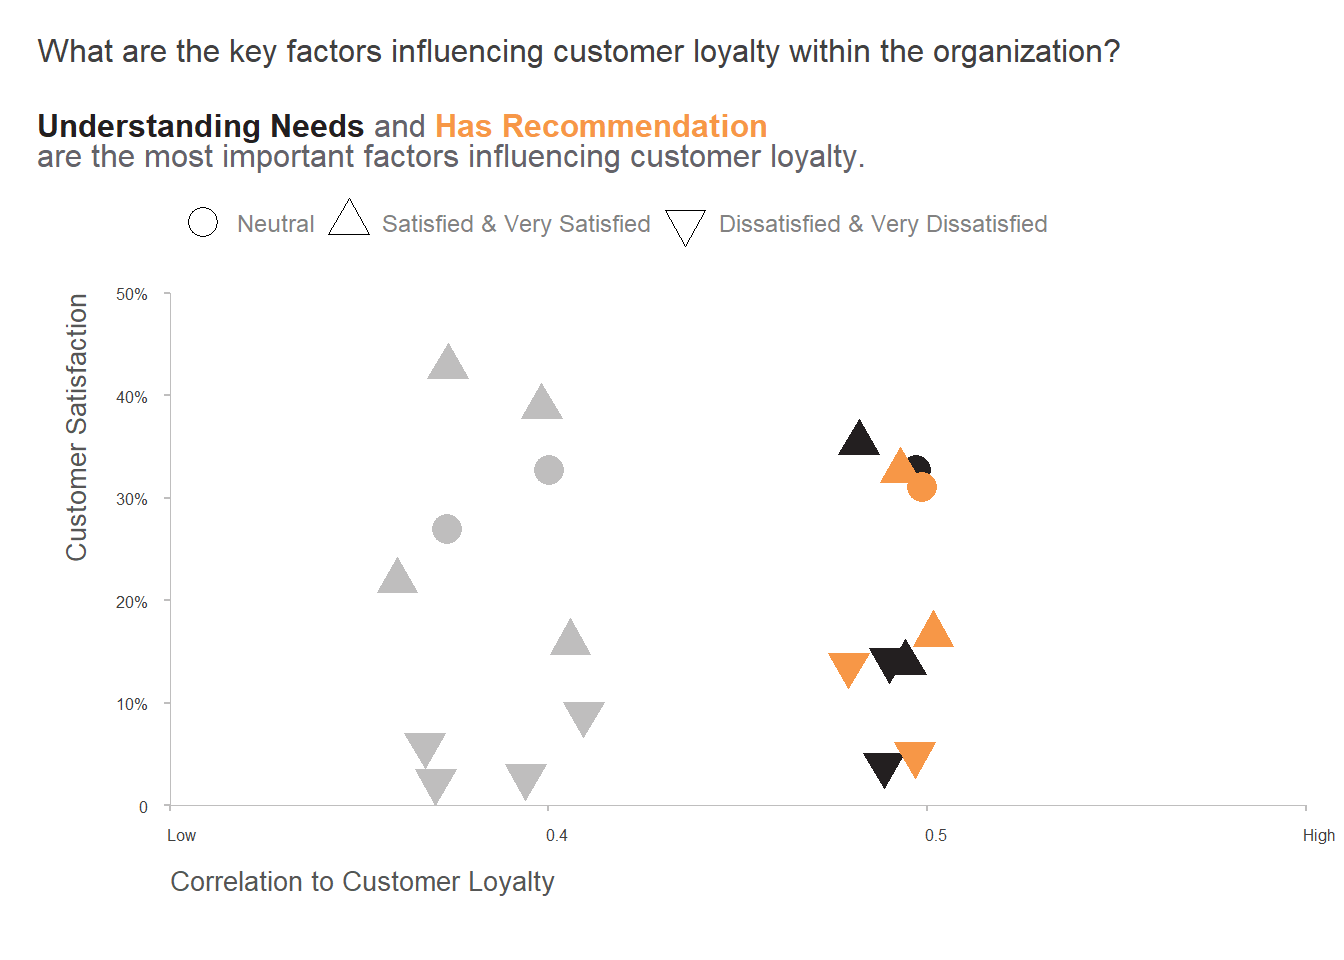 What are the key factors influencing customer loyalty within the organization?
Understanding Needs and Has Recommendation
are the most important factors influencing customer loyalty.
Neutral Satisfied & Very Satisfied Dissatisfied & Very Dissatisfied
Customer Satisfaction
50%
40%
30%
20%
10%
0
Low 0.4 0.5 High
Correlation to Customer Loyalty